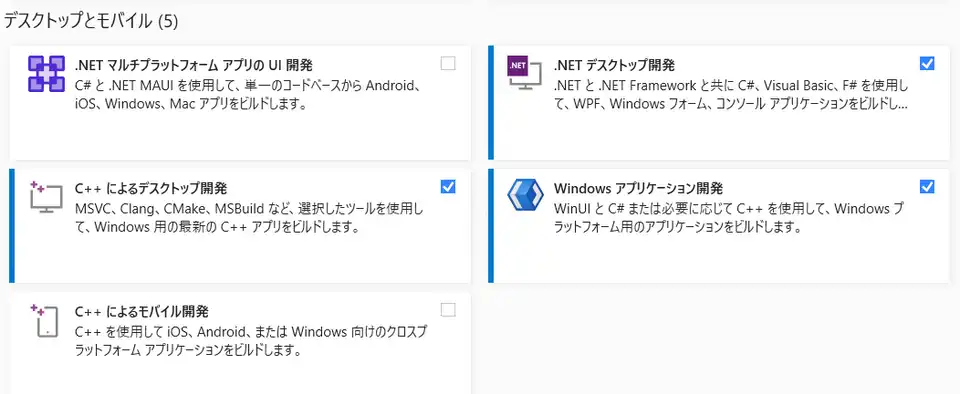 デスクトップとモバイル (5)
.NET マルチプラットフォーム アプリの UI 開発
C# と .NET MAUI を使用して、単一のコードベースから Android、
iOS、Windows、Mac アプリをビルドします。
.NET
.NET デスクトップ開発
.NET と .NET Framework と共に C#、Visual Basic、F# を使用し
て、WPF、Windows フォーム、コンソール アプリケーションをビルドし...
C++ によるデスクトップ開発
MSVC、Clang、CMake、MSBuild など、選択したツールを使用し
て、Windows 用の最新の C++ アプリをビルドします。
Windows アプリケーション開発
WinUI と C# または必要に応じて C++ を使用して、Windows プ
ラットフォーム用のアプリケーションをビルドします。
C++ によるモバイル開発
C++ を使用して iOS、Android、または Windows 向けのクロスプ
ラットフォーム アプリケーションをビルドします。